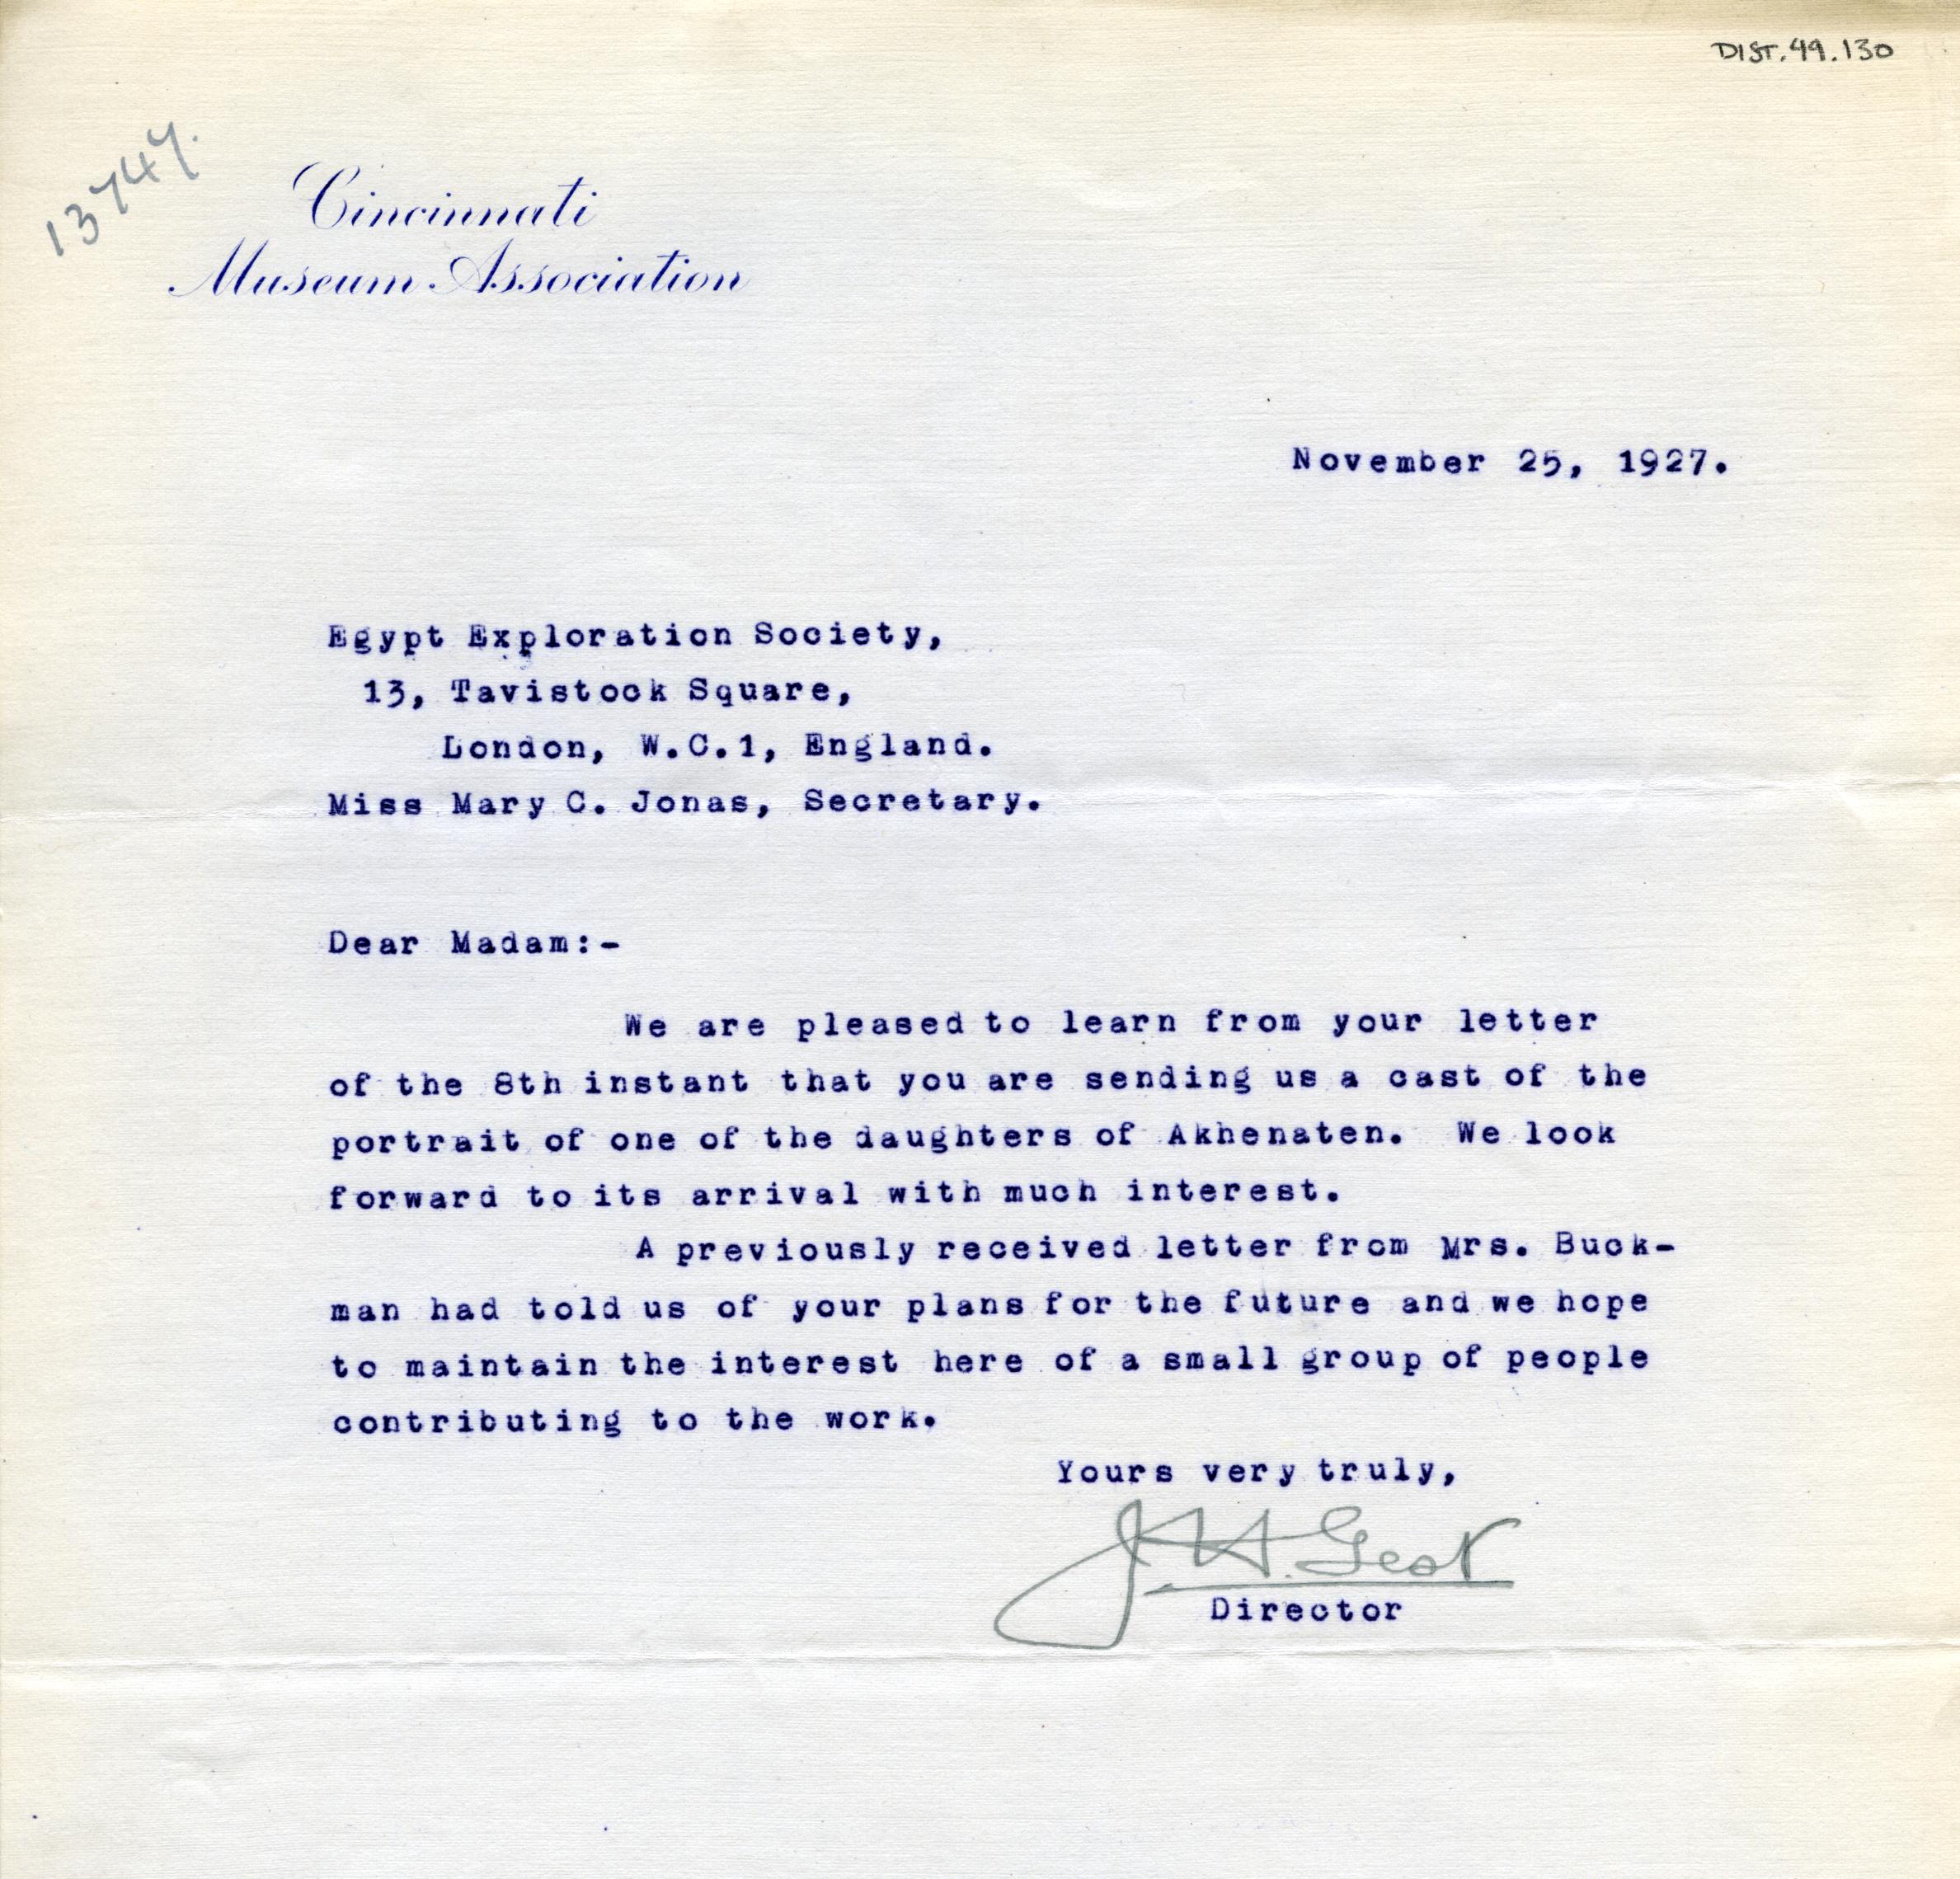 DIST.49.130
13747.
Cincinnati
Museum Association
November 25, 1927.
Egypt Exploration Society,
13, Tavistock Square,
London, W.C.1, England.
Miss Mary C. Jonas, Secretary.
Dear Madam:-
We are pleased to learn from your letter
of the 8th instant that you are sending us a cast of the
portrait of one of the daughters of Akhenaten. We look
forward to its arrival with much interest.
A previously received letter from Mrs. Buck-
man had told us of your plans for the future and we hope
to maintain the interest here of a small group of people
contributing to the work.
Yours very truly,
J.H. Gest
Director